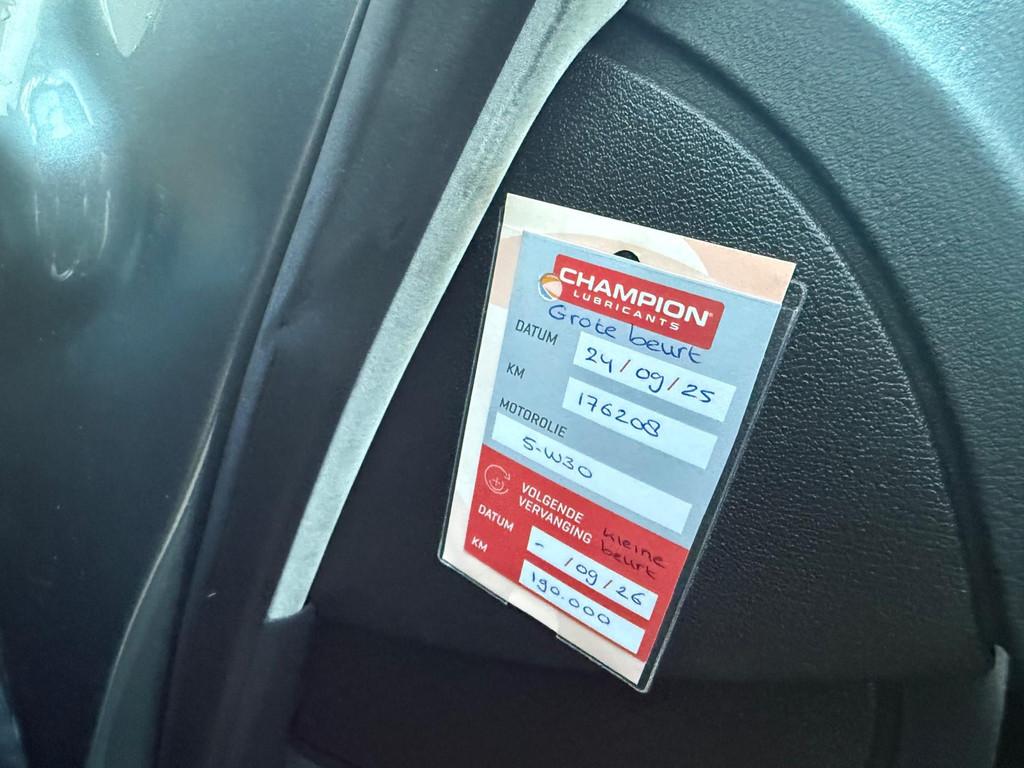 CHAMPION®
LUBRICANTS
Grote beurt
DATUM 24/09/25
KM 176208
MOTOROLIE
5-W30
VOLGENDE
VERVANGING
kleine
beurt
DATUM - /09/26
KM 190.000